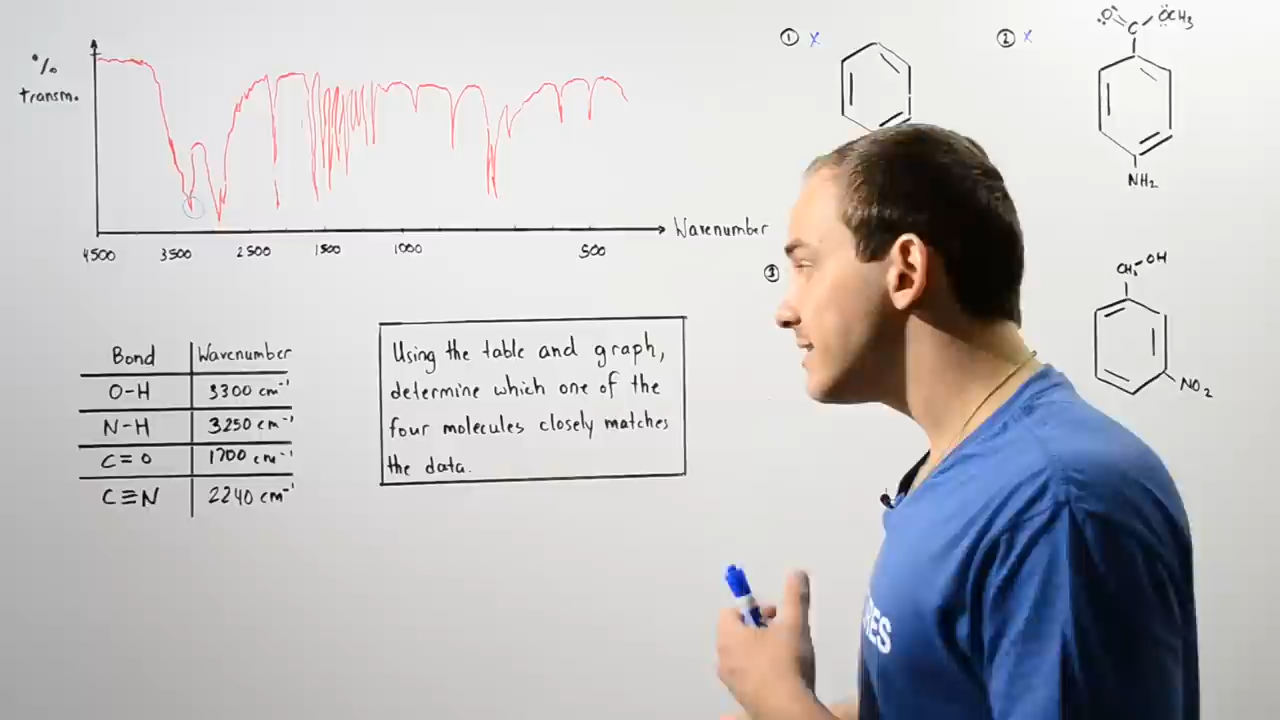 %
transm.
4500 3500 2500 1500 1000 500
Wavenumber
Bond Wavenumber
O-H 3300 cm⁻¹
N-H 3250 cm⁻¹
C=O 1700 cm⁻¹
C≡N 2240 cm⁻¹
Using the table and graph,
determine which one of the
four molecules closely matches
the data.
① X
② X
:O: ÖCH₃
C
NH₂
③
CH₂-OH
NO₂
RES